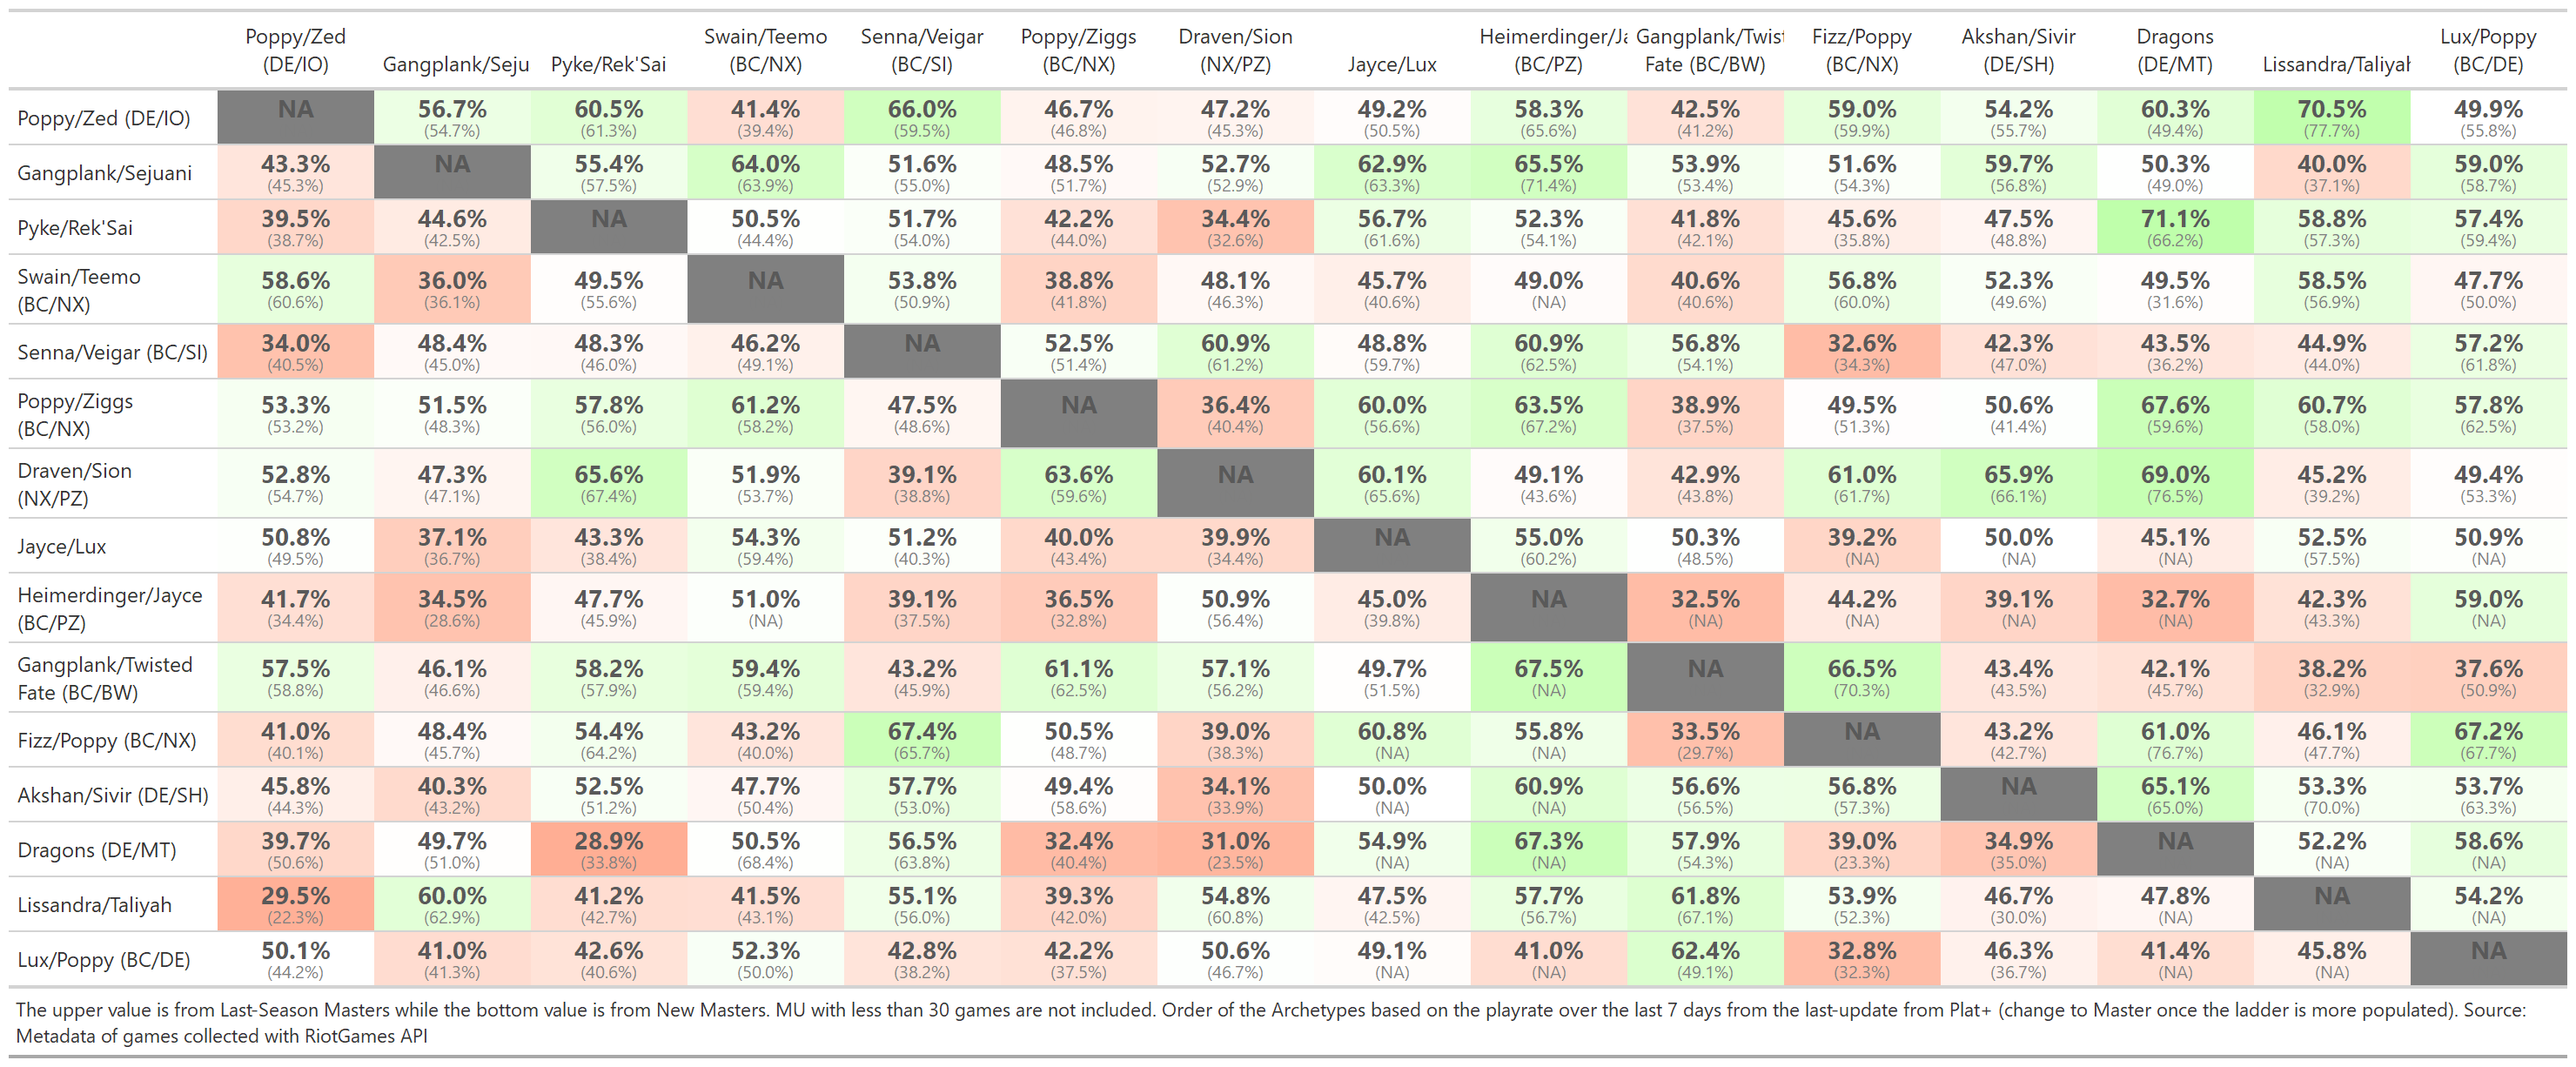 Poppy/Zed (DE/IO) Gangplank/Seju Pyke/Rek'Sai Swain/Teemo (BC/NX) Senna/Veigar (BC/SI) Poppy/Ziggs (BC/NX) Draven/Sion (NX/PZ) Jayce/Lux Heimerdinger/Ja (BC/PZ) Gangplank/Twist Fate (BC/BW) Fizz/Poppy (BC/NX) Akshan/Sivir (DE/SH) Dragons (DE/MT) Lissandra/Taliyah Lux/Poppy (BC/DE)
Poppy/Zed (DE/IO) NA 56.7% 60.5% 41.4% 66.0% 46.7% 47.2% 49.2% 58.3% 42.5% 59.0% 54.2% 60.3% 70.5% 49.9%
(54.7%) (61.3%) (39.4%) (59.5%) (46.8%) (45.3%) (50.5%) (65.6%) (41.2%) (59.9%) (55.7%) (49.4%) (77.7%) (55.8%)
Gangplank/Sejuani 43.3% NA 55.4% 64.0% 51.6% 48.5% 52.7% 62.9% 65.5% 53.9% 51.6% 59.7% 50.3% 40.0% 59.0%
(45.3%) (57.5%) (63.9%) (55.0%) (51.7%) (52.9%) (63.3%) (71.4%) (53.4%) (54.3%) (56.8%) (49.0%) (37.1%) (58.7%)
Pyke/Rek'Sai 39.5% 44.6% NA 50.5% 51.7% 42.2% 34.4% 56.7% 52.3% 41.8% 45.6% 47.5% 71.1% 58.8% 57.4%
(38.7%) (42.5%) (44.4%) (54.0%) (44.0%) (32.6%) (61.6%) (54.1%) (42.1%) (35.8%) (48.8%) (66.2%) (57.3%) (59.4%)
Swain/Teemo (BC/NX) 58.6% 36.0% 49.5% NA 53.8% 38.8% 48.1% 45.7% 49.0% 40.6% 56.8% 52.3% 49.5% 58.5% 47.7%
(60.6%) (36.1%) (55.6%) (50.9%) (41.8%) (46.3%) (40.6%) (NA) (40.6%) (60.0%) (49.6%) (31.6%) (56.9%) (50.0%)
Senna/Veigar (BC/SI) 34.0% 48.4% 48.3% 46.2% NA 52.5% 60.9% 48.8% 60.9% 56.8% 32.6% 42.3% 43.5% 44.9% 57.2%
(40.5%) (45.0%) (46.0%) (49.1%) (51.4%) (61.2%) (59.7%) (62.5%) (54.1%) (34.3%) (47.0%) (36.2%) (44.0%) (61.8%)
Poppy/Ziggs (BC/NX) 53.3% 51.5% 57.8% 61.2% 47.5% NA 36.4% 60.0% 63.5% 38.9% 49.5% 50.6% 67.6% 60.7% 57.8%
(53.2%) (48.3%) (56.0%) (58.2%) (48.6%) (40.4%) (56.6%) (67.2%) (37.5%) (51.3%) (41.4%) (59.6%) (58.0%) (62.5%)
Draven/Sion (NX/PZ) 52.8% 47.3% 65.6% 51.9% 39.1% 63.6% NA 60.1% 49.1% 42.9% 61.0% 65.9% 69.0% 45.2% 49.4%
(54.7%) (47.1%) (67.4%) (53.7%) (38.8%) (59.6%) (65.6%) (43.6%) (43.8%) (61.7%) (66.1%) (76.5%) (39.2%) (53.3%)
Jayce/Lux 50.8% 37.1% 43.3% 54.3% 51.2% 40.0% 39.9% NA 55.0% 50.3% 39.2% 50.0% 45.1% 52.5% 50.9%
(49.5%) (36.7%) (38.4%) (59.4%) (40.3%) (43.4%) (34.4%) (60.2%) (48.5%) (NA) (NA) (NA) (57.5%) (NA)
Heimerdinger/Jayce (BC/PZ) 41.7% 34.5% 47.7% 51.0% 39.1% 36.5% 50.9% 45.0% NA 32.5% 44.2% 39.1% 32.7% 42.3% 59.0%
(34.4%) (28.6%) (45.9%) (NA) (37.5%) (32.8%) (56.4%) (39.8%) (NA) (NA) (NA) (NA) (43.3%) (NA)
Gangplank/Twisted Fate (BC/BW) 57.5% 46.1% 58.2% 59.4% 43.2% 61.1% 57.1% 49.7% 67.5% NA 66.5% 43.4% 42.1% 38.2% 37.6%
(58.8%) (46.6%) (57.9%) (59.4%) (45.9%) (62.5%) (56.2%) (51.5%) (NA) (70.3%) (43.5%) (45.7%) (32.9%) (50.9%)
Fizz/Poppy (BC/NX) 41.0% 48.4% 54.4% 43.2% 67.4% 50.5% 39.0% 60.8% 55.8% 33.5% NA 43.2% 61.0% 46.1% 67.2%
(40.1%) (45.7%) (64.2%) (40.0%) (65.7%) (48.7%) (38.3%) (NA) (NA) (29.7%) (42.7%) (76.7%) (47.7%) (67.7%)
Akshan/Sivir (DE/SH) 45.8% 40.3% 52.5% 47.7% 57.7% 49.4% 34.1% 50.0% 60.9% 56.6% 56.8% NA 65.1% 53.3% 53.7%
(44.3%) (43.2%) (51.2%) (50.4%) (53.0%) (58.6%) (33.9%) (NA) (NA) (56.5%) (57.3%) (65.0%) (70.0%) (63.3%)
Dragons (DE/MT) 39.7% 49.7% 28.9% 50.5% 56.5% 32.4% 31.0% 54.9% 67.3% 57.9% 39.0% 34.9% NA 52.2% 58.6%
(50.6%) (51.0%) (33.8%) (68.4%) (63.8%) (40.4%) (23.5%) (NA) (NA) (54.3%) (23.3%) (35.0%) (NA) (NA)
Lissandra/Taliyah 29.5% 60.0% 41.2% 41.5% 55.1% 39.3% 54.8% 47.5% 57.7% 61.8% 53.9% 46.7% 47.8% NA 54.2%
(22.3%) (62.9%) (42.7%) (43.1%) (56.0%) (42.0%) (60.8%) (42.5%) (56.7%) (67.1%) (52.3%) (30.0%) (NA) (NA)
Lux/Poppy (BC/DE) 50.1% 41.0% 42.6% 52.3% 42.8% 42.2% 50.6% 49.1% 41.0% 62.4% 32.8% 46.3% 41.4% 45.8% NA
(44.2%) (41.3%) (40.6%) (50.0%) (38.2%) (37.5%) (46.7%) (NA) (NA) (49.1%) (32.3%) (36.7%) (NA) (NA)
The upper value is from Last-Season Masters while the bottom value is from New Masters. MU with less than 30 games are not included. Order of the Archetypes based on the playrate over the last 7 days from the last-update from Plat+ (change to Master once the ladder is more populated). Source:
Metadata of games collected with RiotGames API